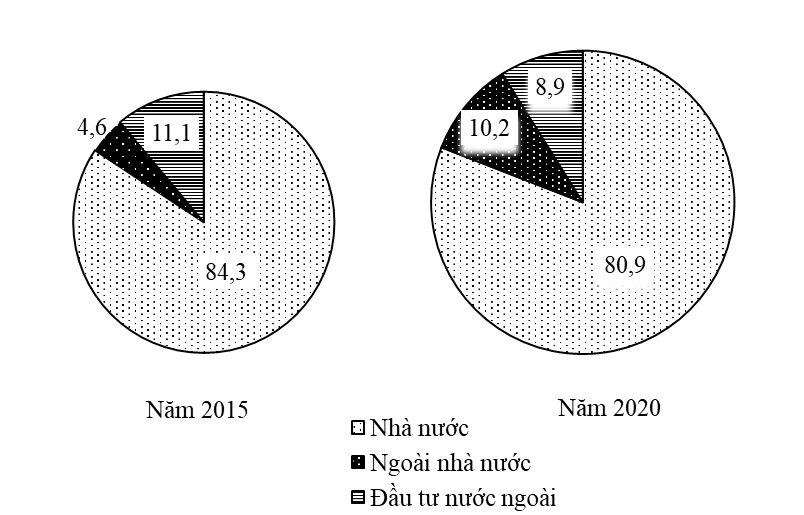 4,6
11,1
84,3
8,9
10,2
80,9
Năm 2015
Năm 2020
Nhà nước
Ngoài nhà nước
Đầu tư nước ngoài